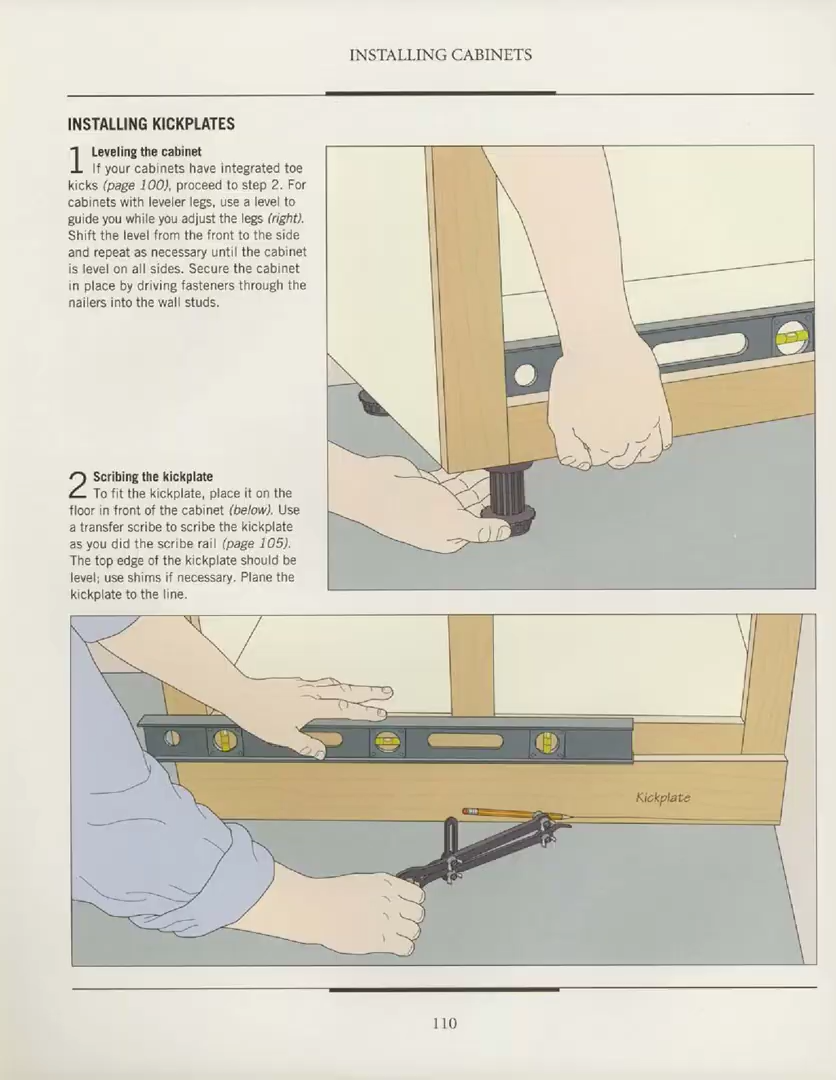 INSTALLING CABINETS
INSTALLING KICKPLATES
1 Leveling the cabinet
If your cabinets have integrated toe
kicks (page 100), proceed to step 2. For
cabinets with leveler legs, use a level to
guide you while you adjust the legs (right).
Shift the level from the front to the side
and repeat as necessary until the cabinet
is level on all sides. Secure the cabinet
in place by driving fasteners through the
nailers into the wall studs.
2 Scribing the kickplate
To fit the kickplate, place it on the
floor in front of the cabinet (below). Use
a transfer scribe to scribe the kickplate
as you did the scribe rail (page 105).
The top edge of the kickplate should be
level; use shims if necessary. Plane the
kickplate to the line.
Kickplate
110